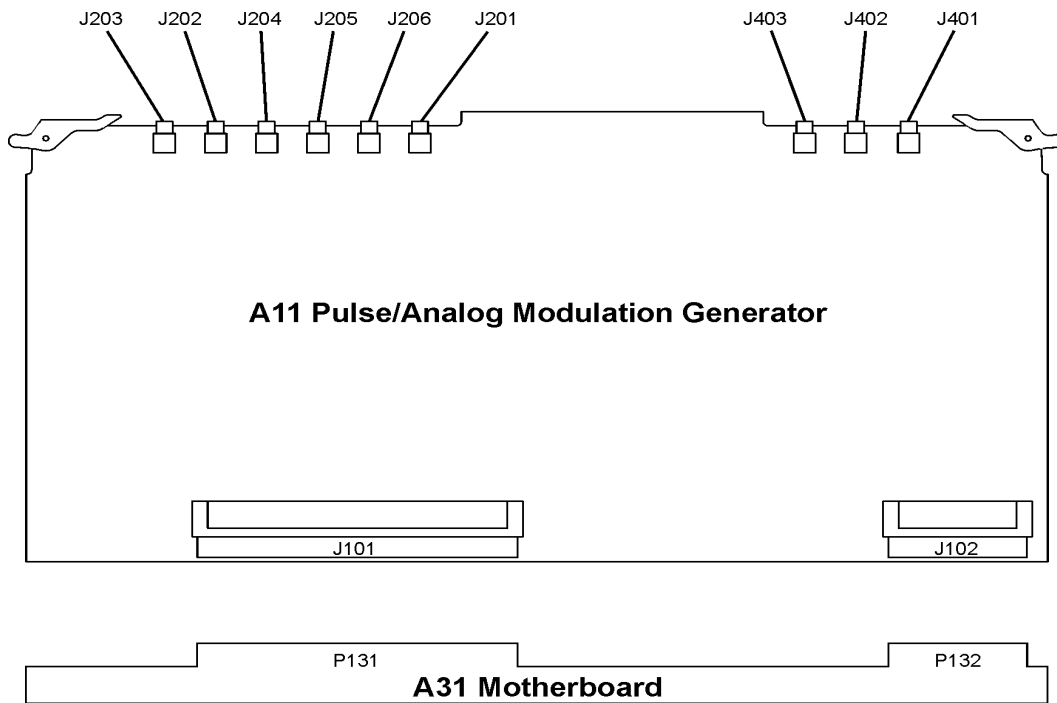 J203 J202 J204 J205 J206 J201 J403 J402 J401
A11 Pulse/Analog Modulation Generator
J101 J102
P131 P132
A31 Motherboard